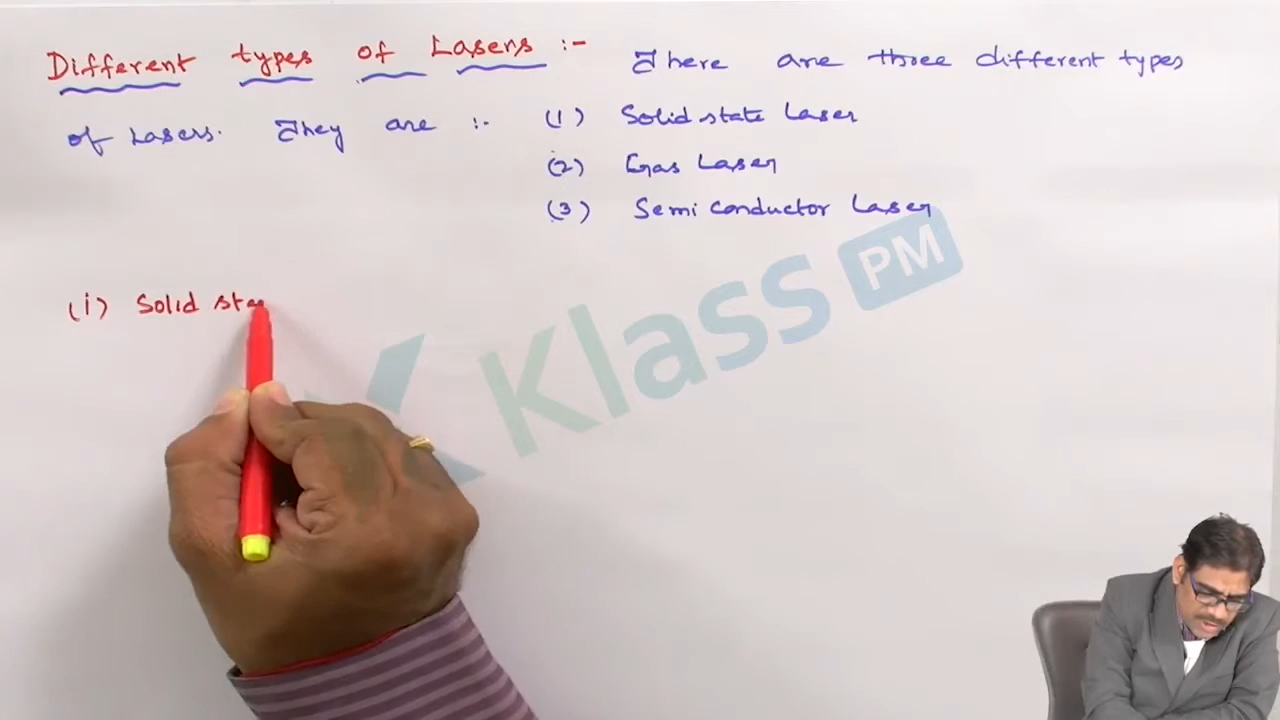 Different types of Lasers :- There are three different types
of Lasers. They are :- (1) Solid state Laser
(2) Gas Laser
(3) Semi conductor Laser
Klass PM
(i) Solid sta